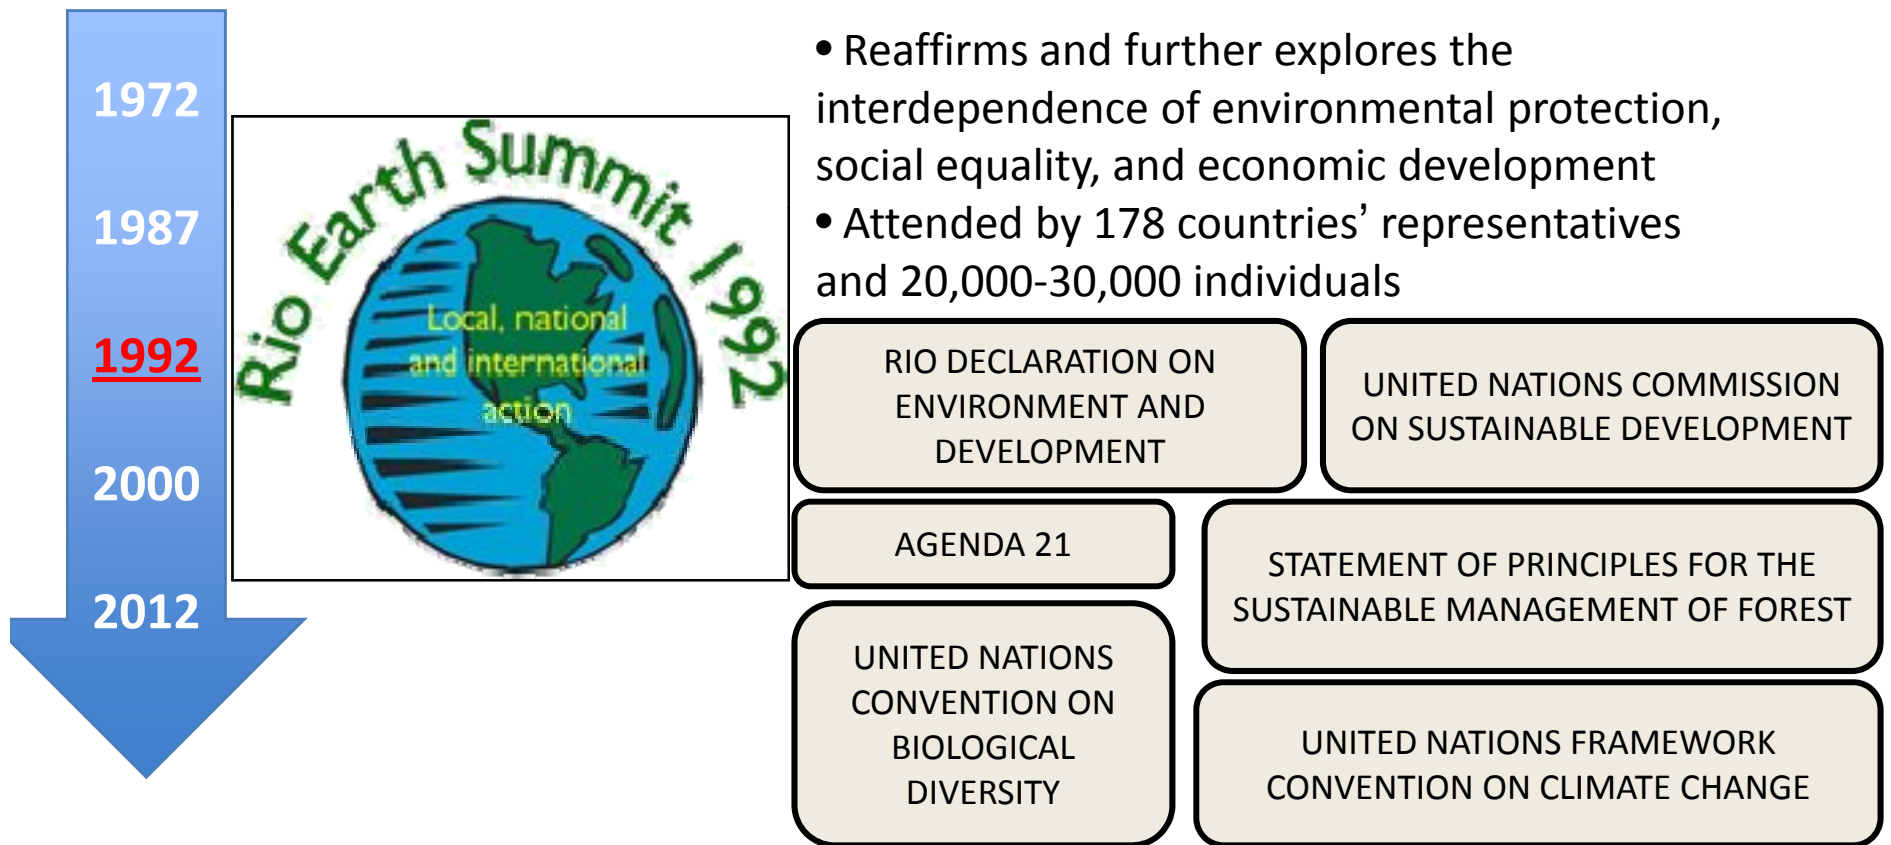 1972
1987
1992
2000
2012
Rio Earth Summit 1992
Local, national
and international
action
• Reaffirms and further explores the
interdependence of environmental protection,
social equality, and economic development
• Attended by 178 countries’ representatives
and 20,000-30,000 individuals
RIO DECLARATION ON
ENVIRONMENT AND
DEVELOPMENT
UNITED NATIONS COMMISSION
ON SUSTAINABLE DEVELOPMENT
AGENDA 21
STATEMENT OF PRINCIPLES FOR THE
SUSTAINABLE MANAGEMENT OF FOREST
UNITED NATIONS
CONVENTION ON
BIOLOGICAL
DIVERSITY
UNITED NATIONS FRAMEWORK
CONVENTION ON CLIMATE CHANGE